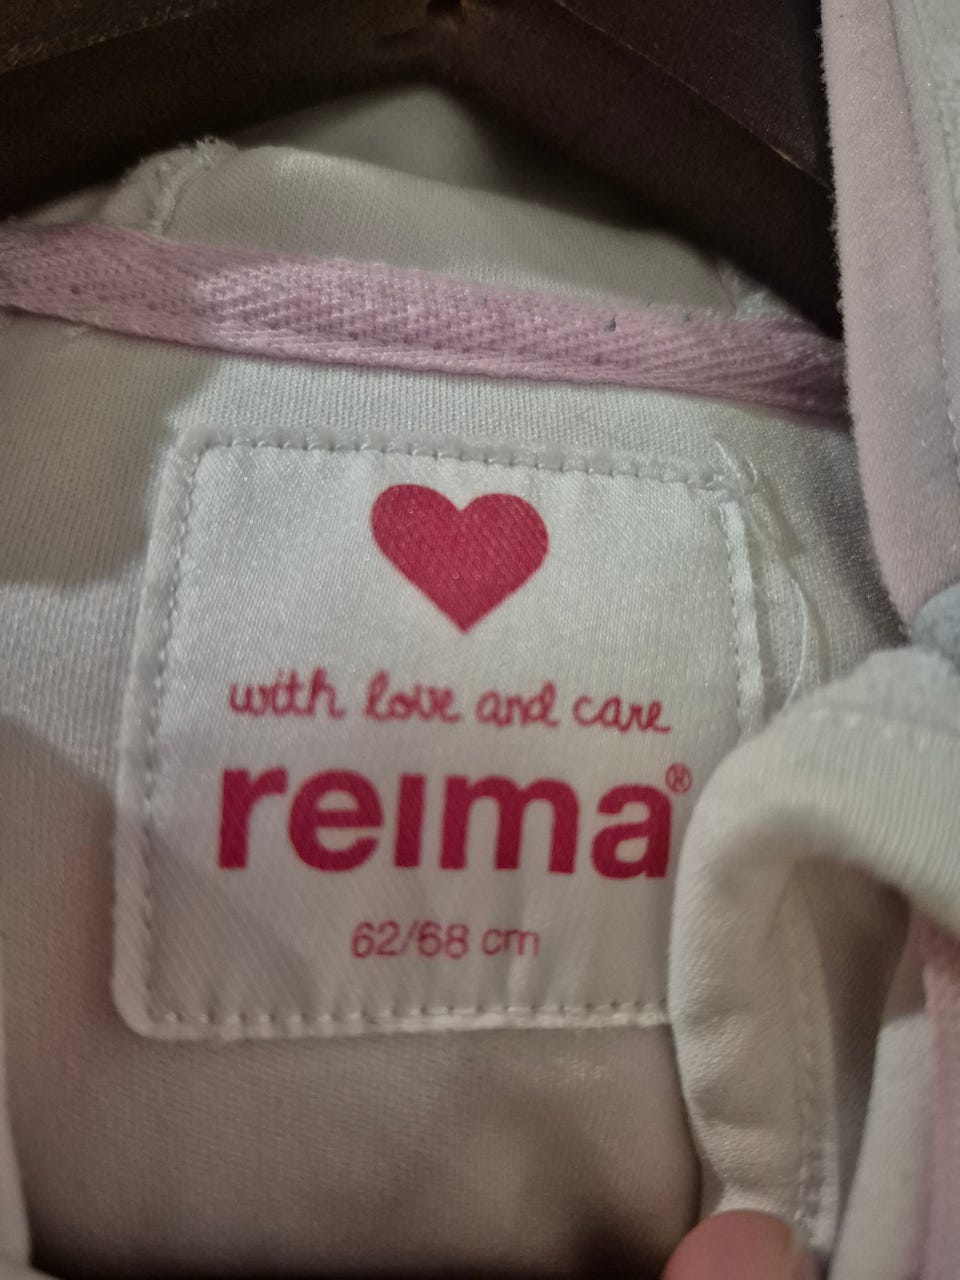 with love and care
reima®
62/68 cm